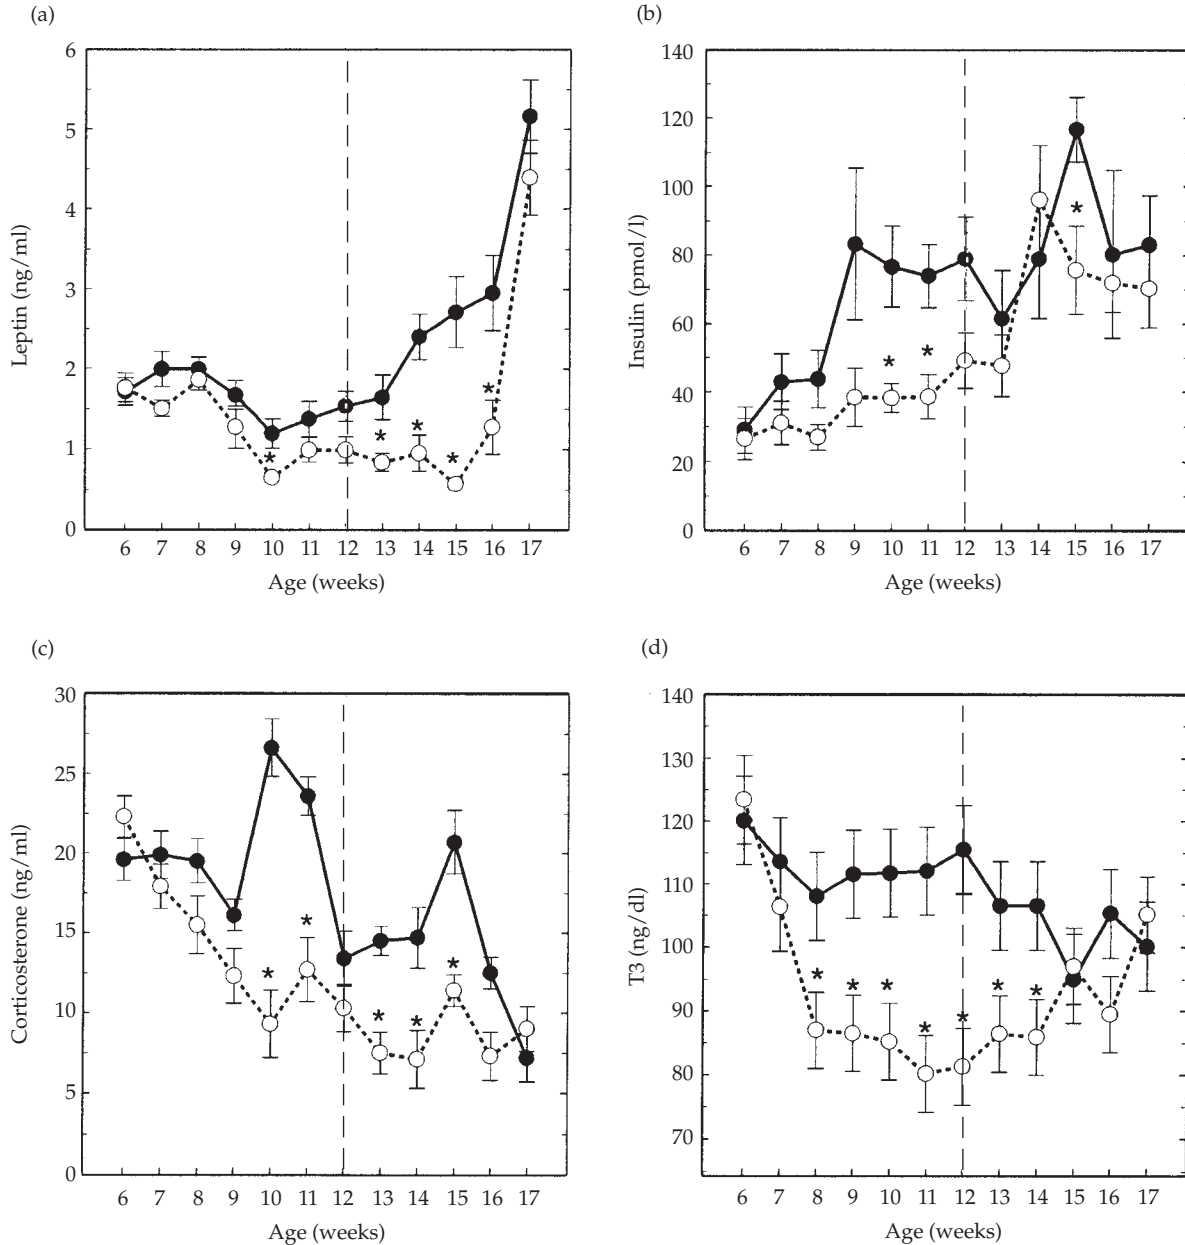 (a)
6
5
4
3
2
1
0
Leptin (ng/ml)
* * * * *
6 7 8 9 10 11 12 13 14 15 16 17
Age (weeks)
(b)
140
120
100
80
60
40
20
0
Insulin (pmol/l)
* * *
6 7 8 9 10 11 12 13 14 15 16 17
Age (weeks)
(c)
30
25
20
15
10
5
0
Corticosterone (ng/ml)
* * * * *
6 7 8 9 10 11 12 13 14 15 16 17
Age (weeks)
(d)
140
130
120
110
100
90
80
70
T3 (ng/dl)
* * * * * * *
6 7 8 9 10 11 12 13 14 15 16 17
Age (weeks)